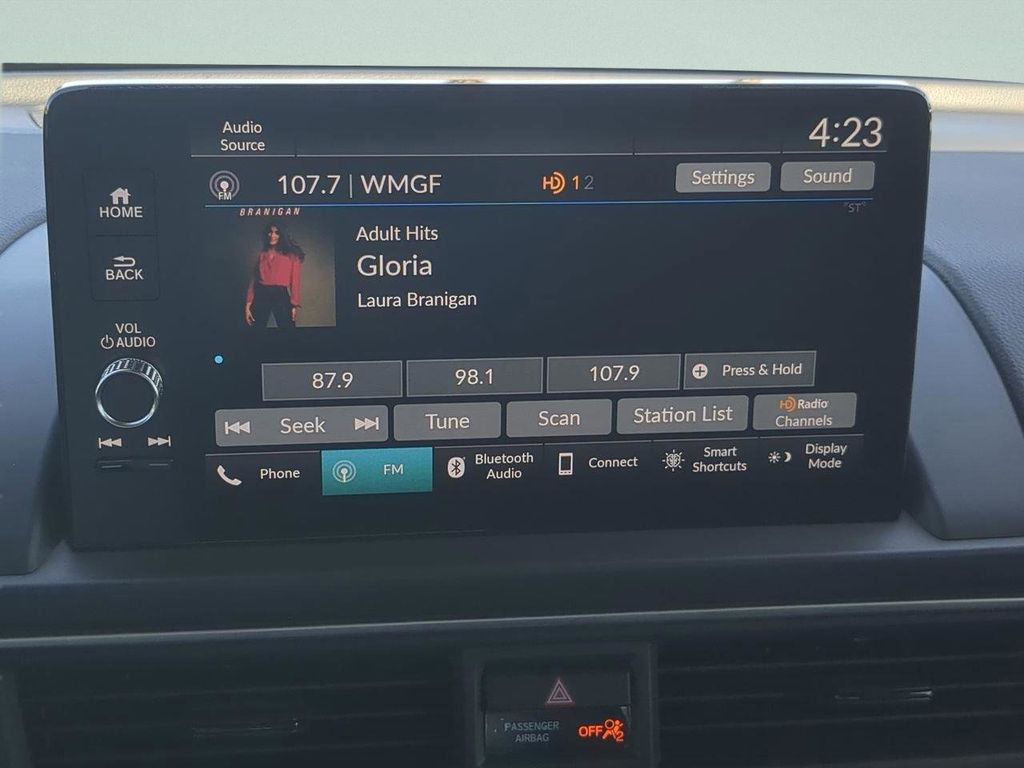 Audio
Source
4:23
FM
107.7 | WMGF
HD 1 2
Settings
Sound
"ST"
BRANIGAN
HOME
Adult Hits
Gloria
Laura Branigan
BACK
VOL
AUDIO
87.9
98.1
107.9
Press & Hold
Seek
Tune
Scan
Station List
HD Radio
Channels
Phone
FM
Bluetooth
Audio
Connect
Smart
Shortcuts
Display
Mode
PASSENGER
AIRBAG
OFF
2